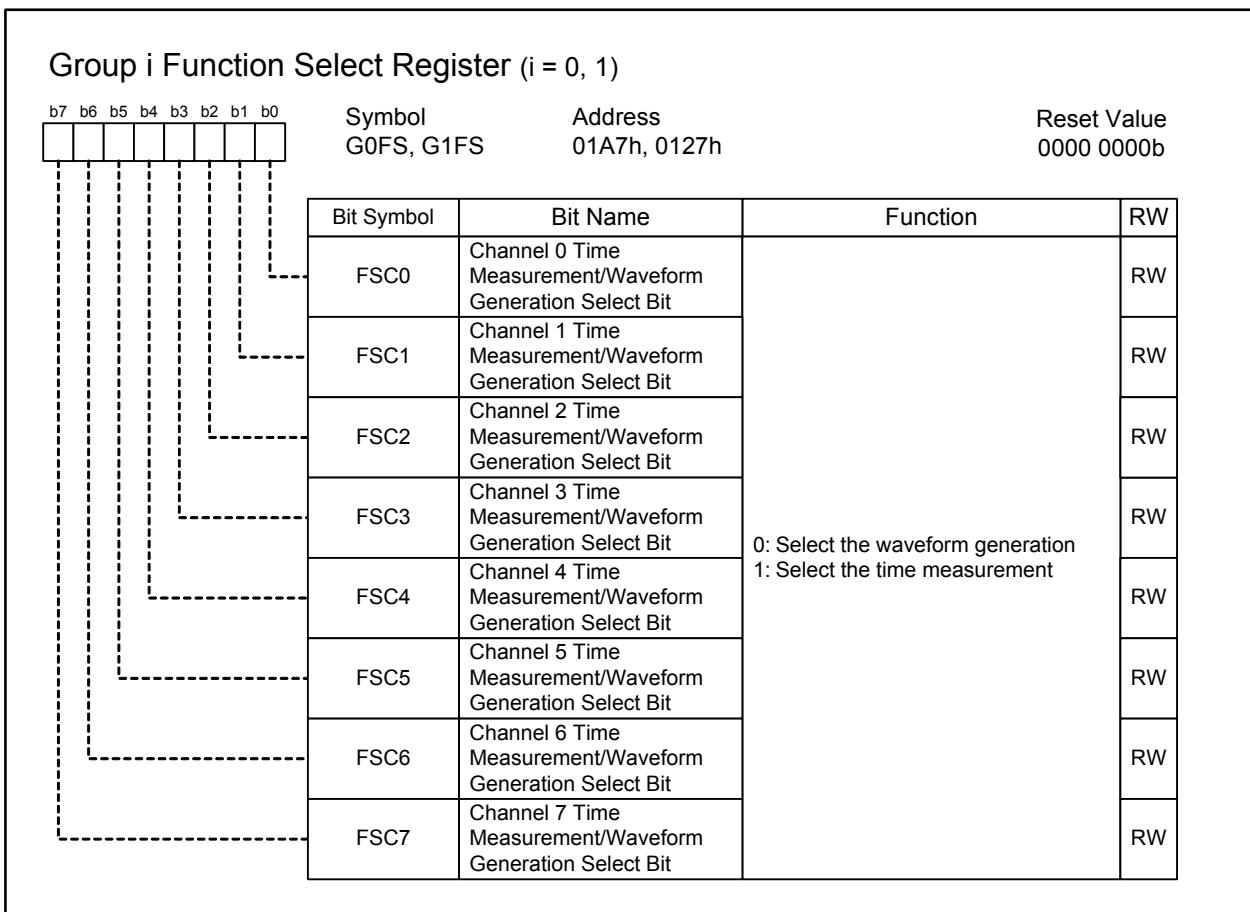 Group i Function Select Register (i = 0, 1)
b7 b6 b5 b4 b3 b2 b1 b0
Symbol Address Reset Value
G0FS, G1FS 01A7h, 0127h 0000 0000b
Bit Symbol Bit Name Function RW
Channel 0 Time
FSC0 Measurement/Waveform RW
Generation Select Bit
Channel 1 Time
FSC1 Measurement/Waveform RW
Generation Select Bit
Channel 2 Time
FSC2 Measurement/Waveform RW
Generation Select Bit
Channel 3 Time
FSC3 Measurement/Waveform RW
Generation Select Bit
0: Select the waveform generation
1: Select the time measurement
Channel 4 Time
FSC4 Measurement/Waveform RW
Generation Select Bit
Channel 5 Time
FSC5 Measurement/Waveform RW
Generation Select Bit
Channel 6 Time
FSC6 Measurement/Waveform RW
Generation Select Bit
Channel 7 Time
FSC7 Measurement/Waveform RW
Generation Select Bit